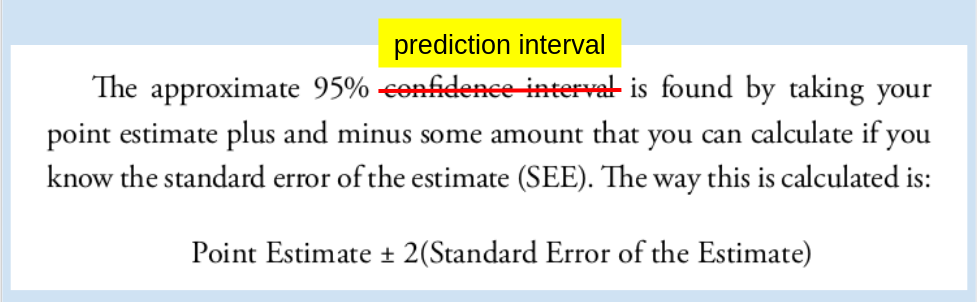 prediction interval
The approximate 95% confidence interval is found by taking your
point estimate plus and minus some amount that you can calculate if you
know the standard error of the estimate (SEE). The way this is calculated is:
Point Estimate ± 2(Standard Error of the Estimate)